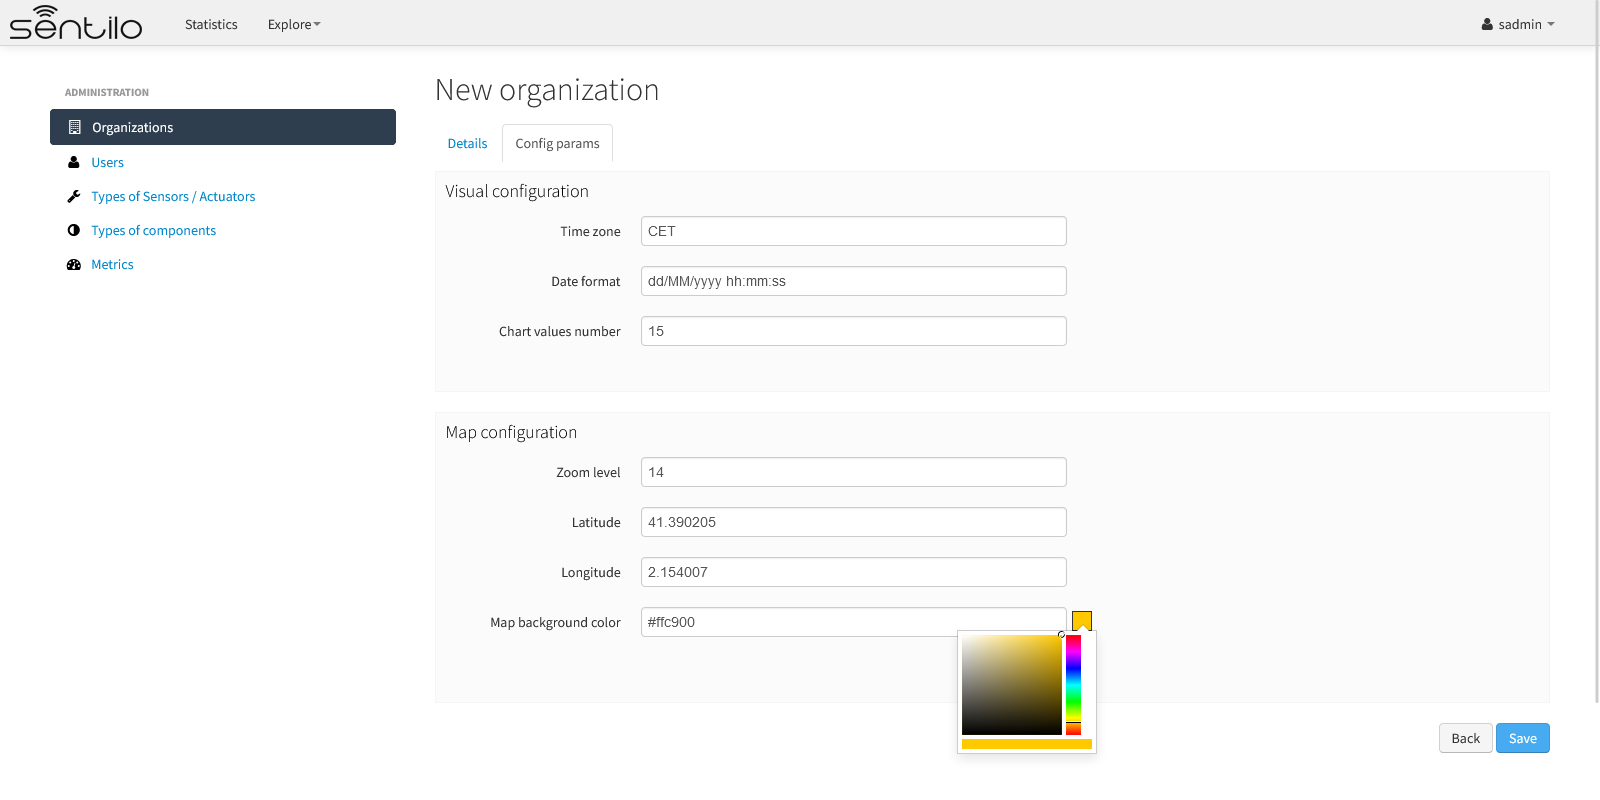 sentilo
Statistics
Explore
sadmin
ADMINISTRATION
Organizations
Users
Types of Sensors / Actuators
Types of components
Metrics
New organization
Details
Config params
Visual configuration
Time zone CET
Date format dd/MM/yyyy hh:mm:ss
Chart values number 15
Map configuration
Zoom level 14
Latitude 41.390205
Longitude 2.154007
Map background color #ffc900
Back
Save